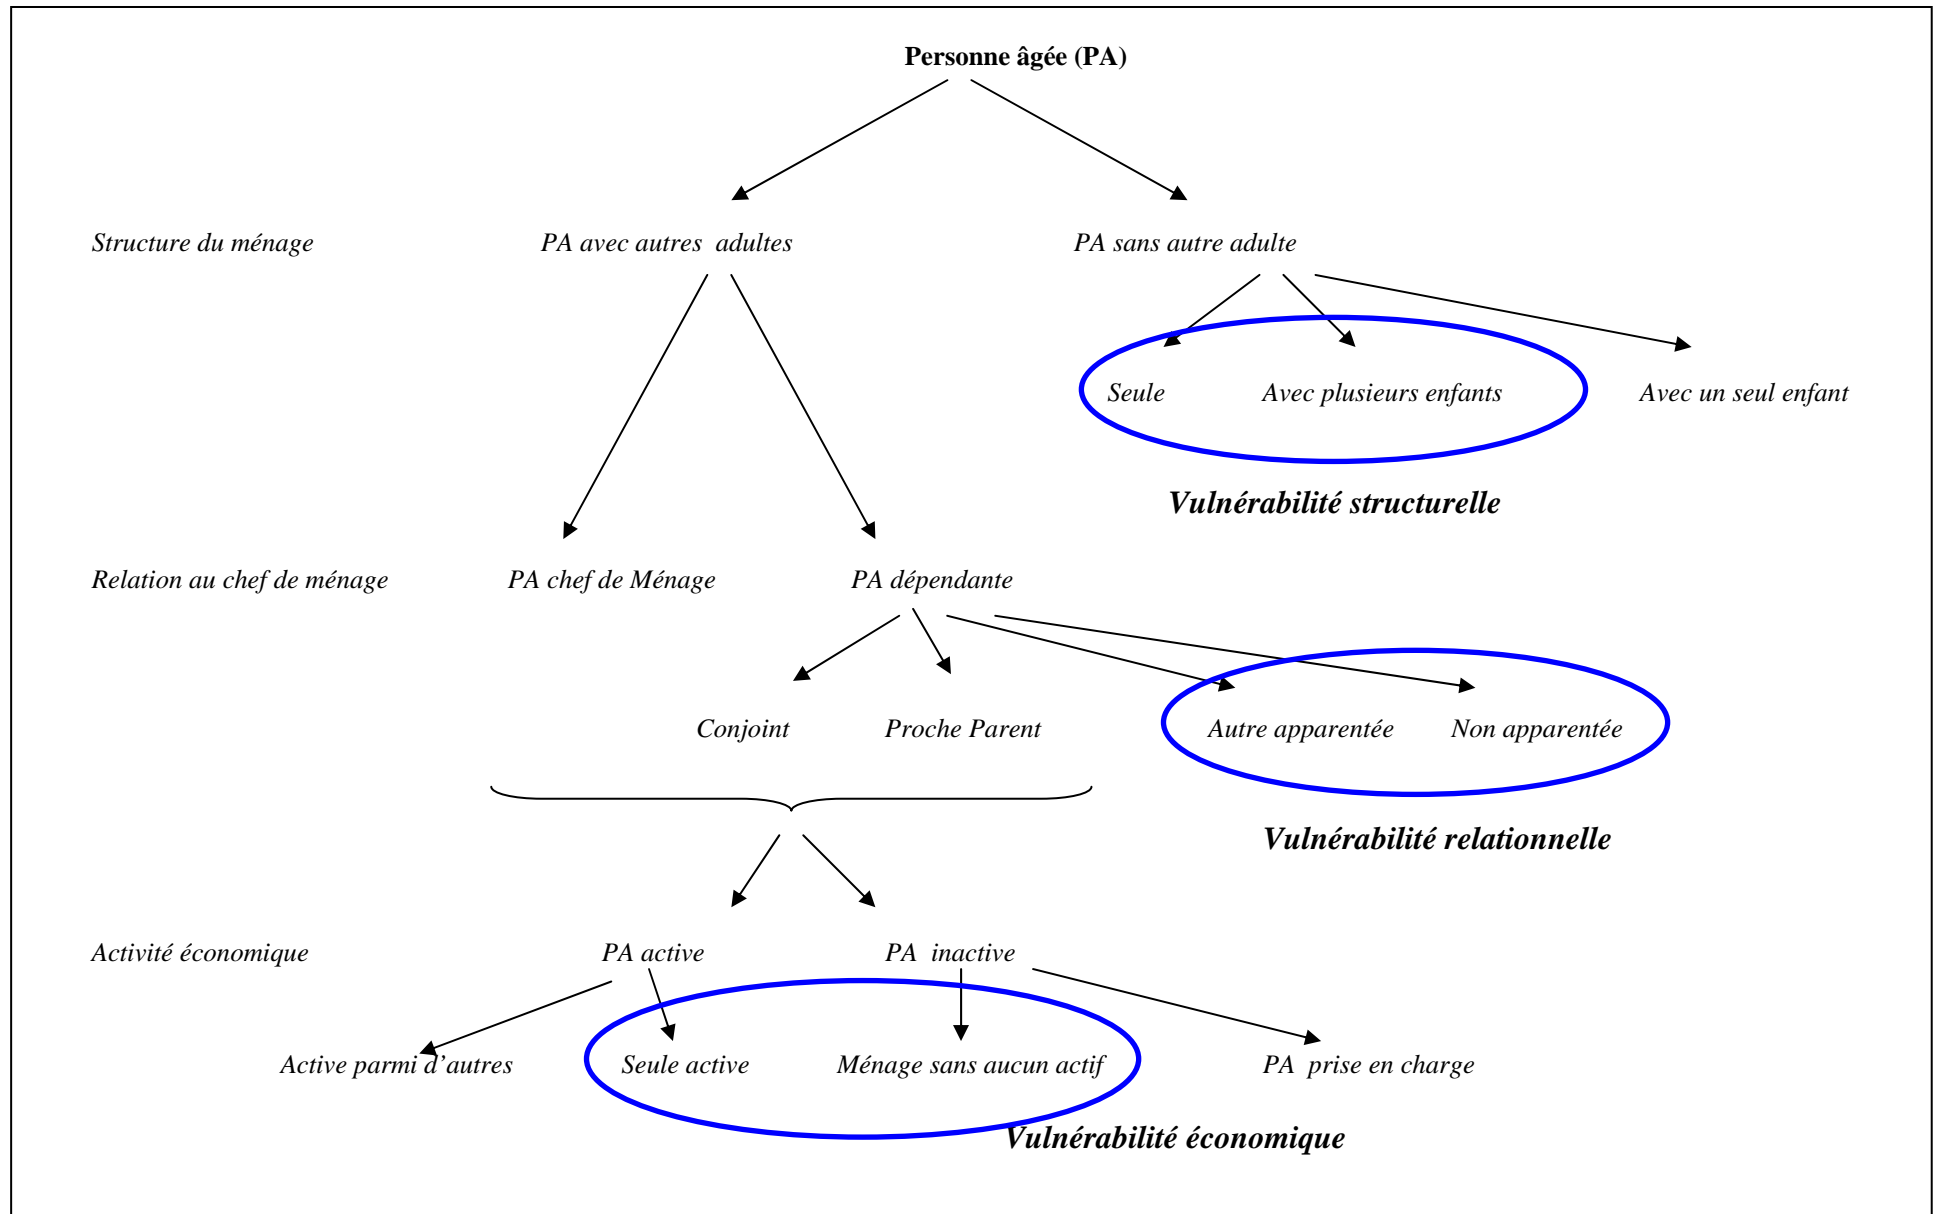 Personne âgée (PA)
Structure du ménage PA avec autres adultes PA sans autre adulte
Seule Avec plusieurs enfants Avec un seul enfant
Vulnérabilité structurelle
Relation au chef de ménage PA chef de Ménage PA dépendante
Conjoint Proche Parent Autre apparentée Non apparentée
Vulnérabilité relationnelle
Activité économique PA active PA inactive
Active parmi d’autres Seule active Ménage sans aucun actif PA prise en charge
Vulnérabilité économique